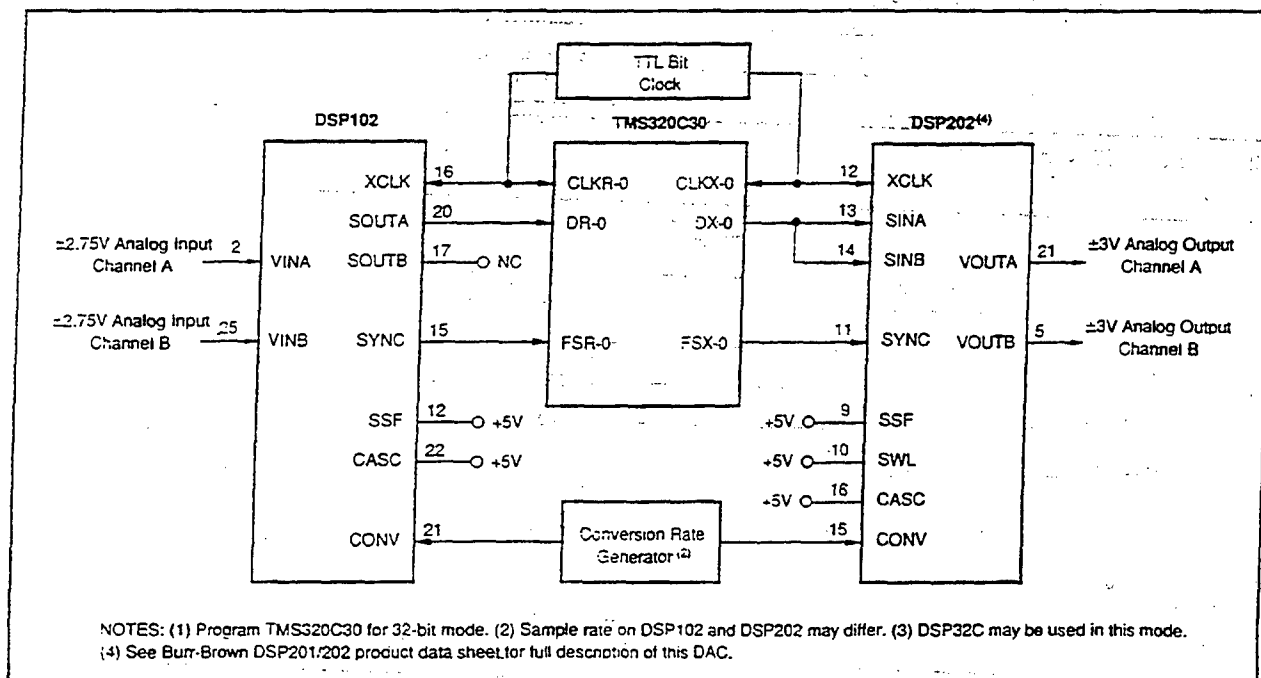 TTL Bit
Clock
DSP102
TMS320C30
DSP202(4)
XCLK
16
CLKR-0
CLKX-0
12
XCLK
SOUTA
20
DR-0
DX-0
13
SINA
±2.75V Analog Input
Channel A
2
VINA
SOUTB
17
NC
14
SINB
VOUTA
21
±3V Analog Output
Channel A
±2.75V Analog Input
Channel B
25
VINB
SYNC
15
FSR-0
FSX-0
11
SYNC
VOUTB
5
±3V Analog Output
Channel B
SSF
12
+5V
+5V
9
SSF
CASC
22
+5V
+5V
10
SWL
+5V
16
CASC
CONV
21
Conversion Rate
Generator(2)
15
CONV
NOTES: (1) Program TMS320C30 for 32-bit mode. (2) Sample rate on DSP102 and DSP202 may differ. (3) DSP32C may be used in this mode.
(4) See Burr-Brown DSP201/202 product data sheet for full description of this DAC.